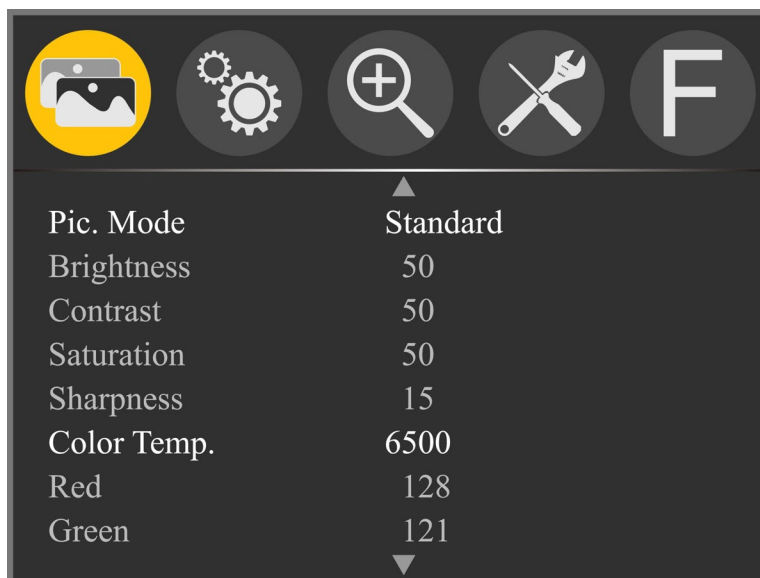 F
Pic. Mode Standard
Brightness 50
Contrast 50
Saturation 50
Sharpness 15
Color Temp. 6500
Red 128
Green 121